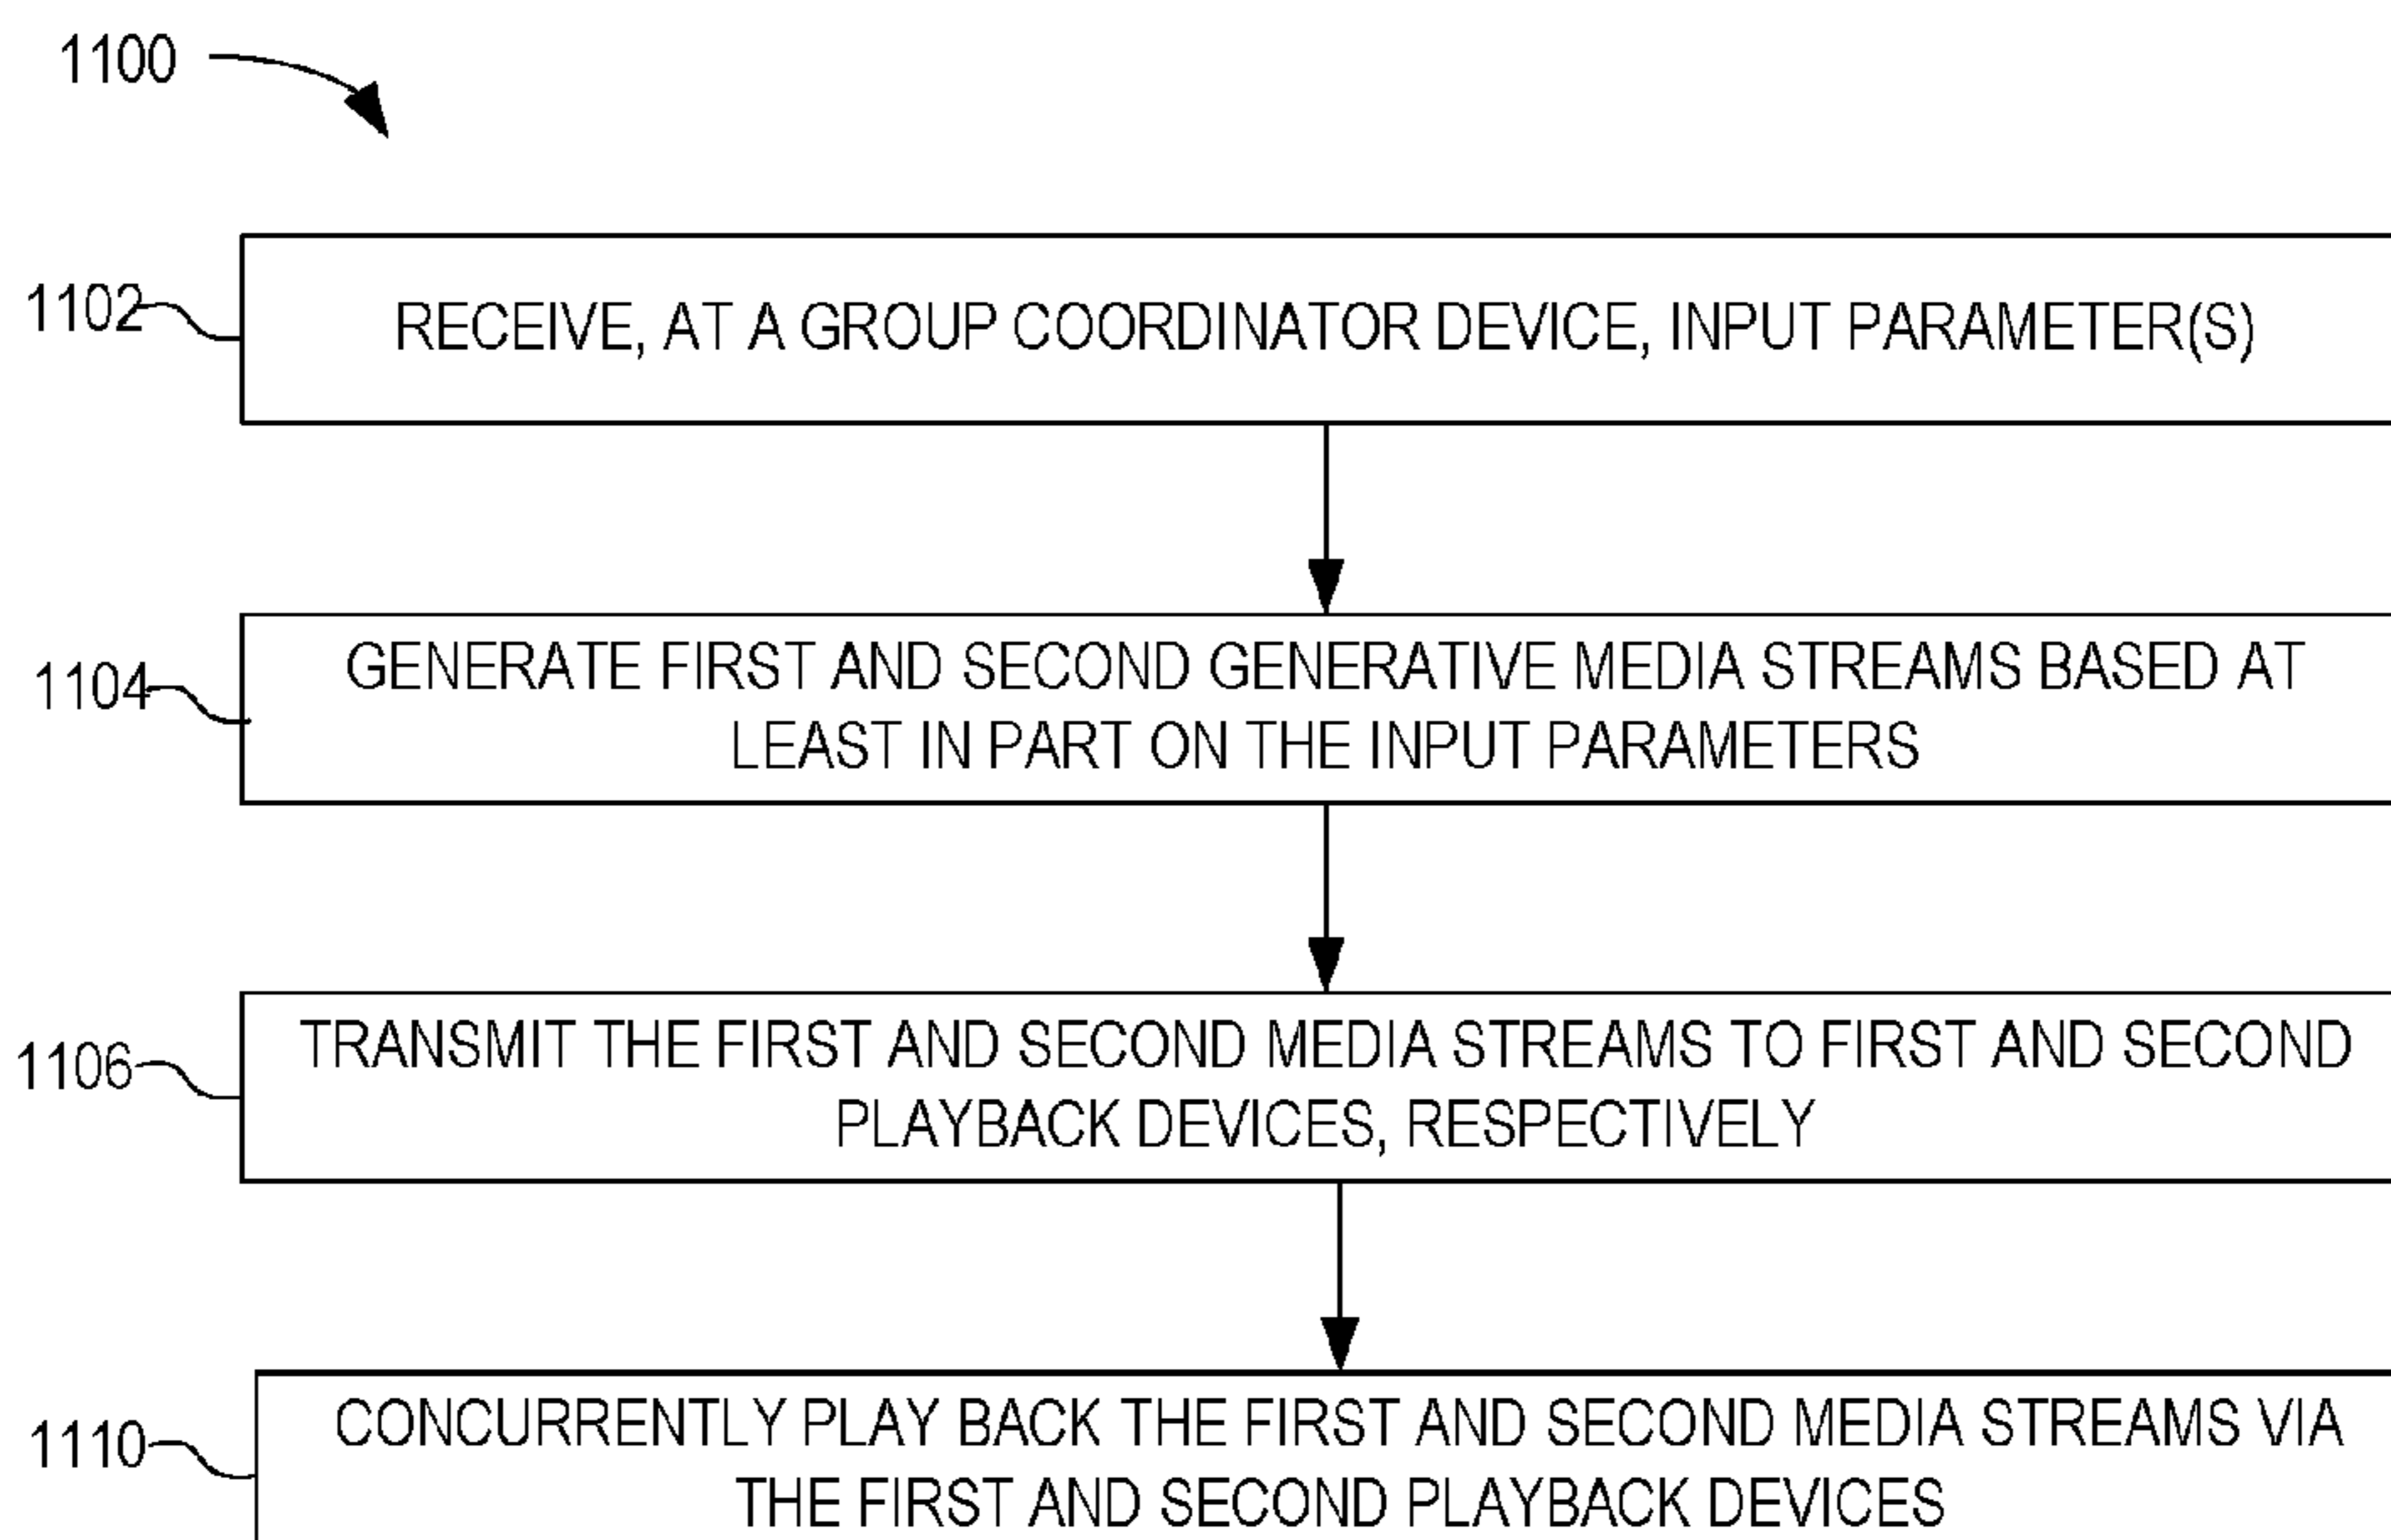 1100
1102
RECEIVE, AT A GROUP COORDINATOR DEVICE, INPUT PARAMETER(S)
1104
GENERATE FIRST AND SECOND GENERATIVE MEDIA STREAMS BASED AT
LEAST IN PART ON THE INPUT PARAMETERS
1106
TRANSMIT THE FIRST AND SECOND MEDIA STREAMS TO FIRST AND SECOND
PLAYBACK DEVICES, RESPECTIVELY
1110
CONCURRENTLY PLAY BACK THE FIRST AND SECOND MEDIA STREAMS VIA
THE FIRST AND SECOND PLAYBACK DEVICES